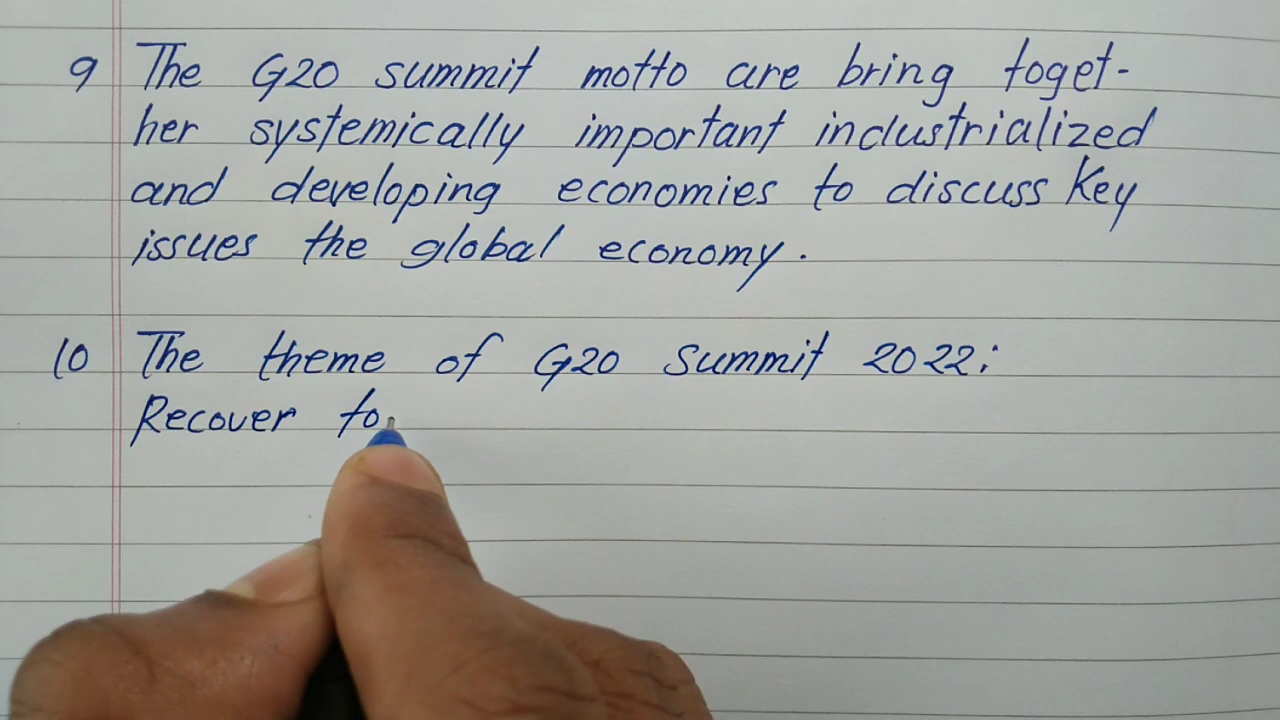 9 The G20 summit motto are bring toget-
her systemically important industrialized
and developing economies to discuss Key
issues the global economy.
10 The theme of G20 Summit 2022:
Recover to